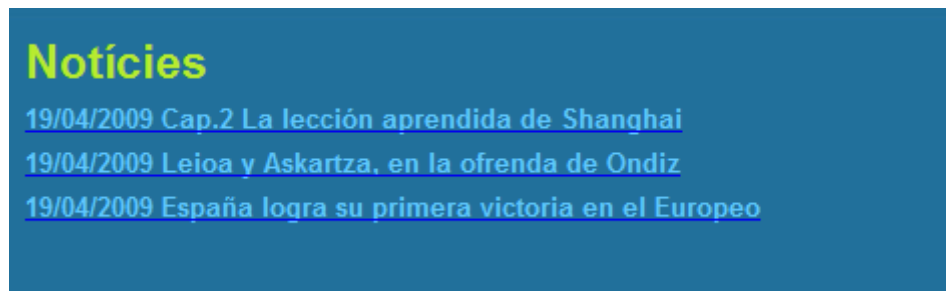 Notícies
19/04/2009 Cap.2 La lección aprendida de Shanghai
19/04/2009 Leioa y Askartza, en la ofrenda de Ondiz
19/04/2009 España logra su primera victoria en el Europeo